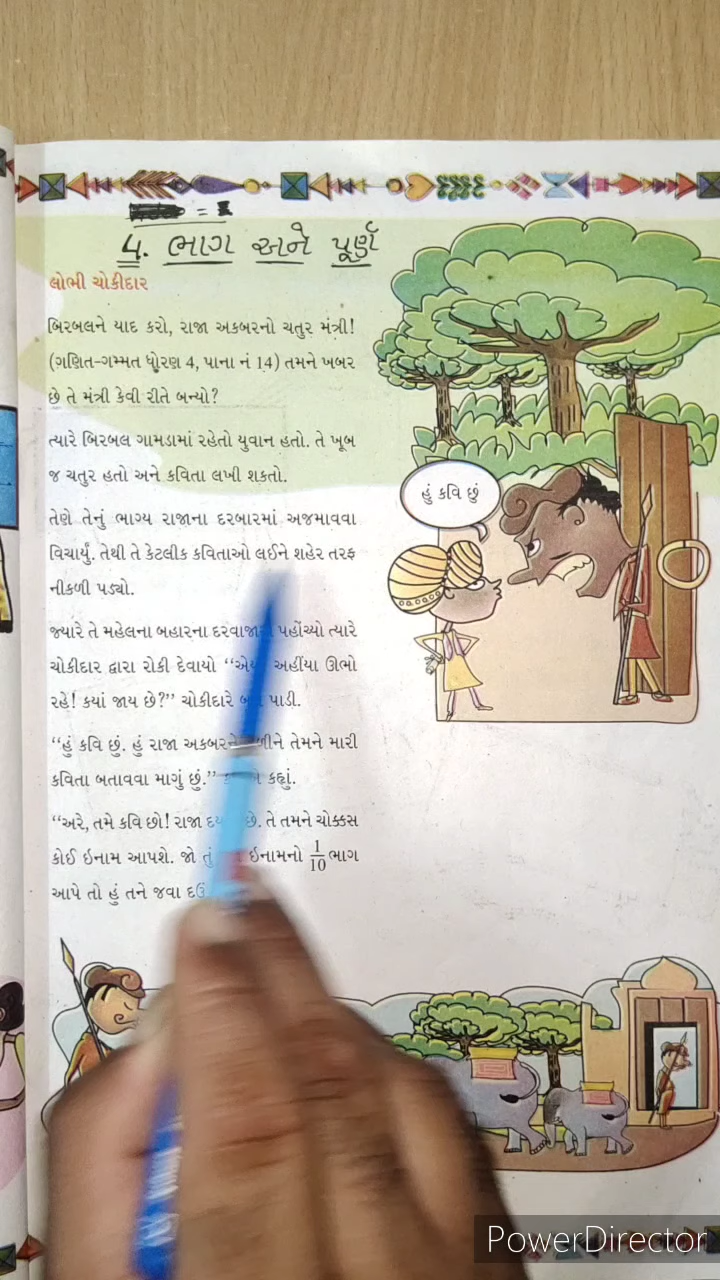 = 1
4. ભાગ અને પૂર્ણ
લોભી ચોકીદાર
બિરબલને યાદ કરો, રાજા અકબરનો ચતુર મંત્રી!
(ગણિત-ગમ્મત ધોરણ 4, પાના નં 14) તમને ખબર
છે તે મંત્રી કેવી રીતે બન્યો?
ત્યારે બિરબલ ગામડામાં રહેતો યુવાન હતો. તે ખૂબ
જ ચતુર હતો અને કવિતા લખી શકતો.
તેણે તેનું ભાગ્ય રાજાના દરબારમાં અજમાવવા
વિચાર્યું. તેથી તે કેટલીક કવિતાઓ લઈને શહેર તરફ
નીકળી પડ્યો.
જ્યારે તે મહેલના બહારના પહોંચ્યો ત્યારે
ચોકીદાર દ્વારા રોકી દેવાયો અહીંયા ઊભો
રહે! કયાં જાય છે?” ચોકીદારે પાડી.
“હું કવિ છું. હું રાજા તેમને મારી
કવિતા બતાવવા માગું છું.” કહ્યું.
“અરે, તમે કવિ છો! રાજા છે. તે તમને ચોક્કસ
કોઈ ઇનામ આપશે. જો તું ઇનામનો 1/10 ભાગ
આપે તો હું તને જવા
હું કવિ છું
PowerDirector